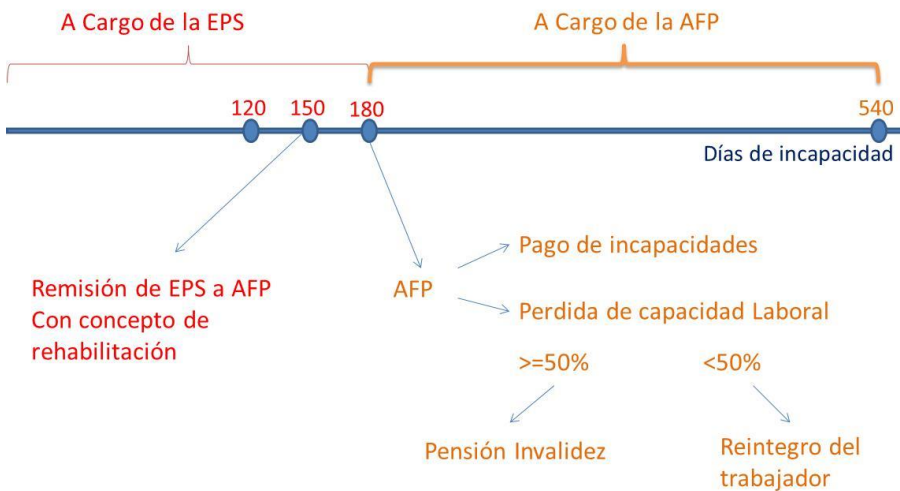 A Cargo de la EPS
A Cargo de la AFP
120
150
180
540
Días de incapacidad
Remisión de EPS a AFP
Con concepto de
rehabilitación
AFP
Pago de incapacidades
Perdida de capacidad Laboral
>=50%
<50%
Pensión Invalidez
Reintegro del
trabajador